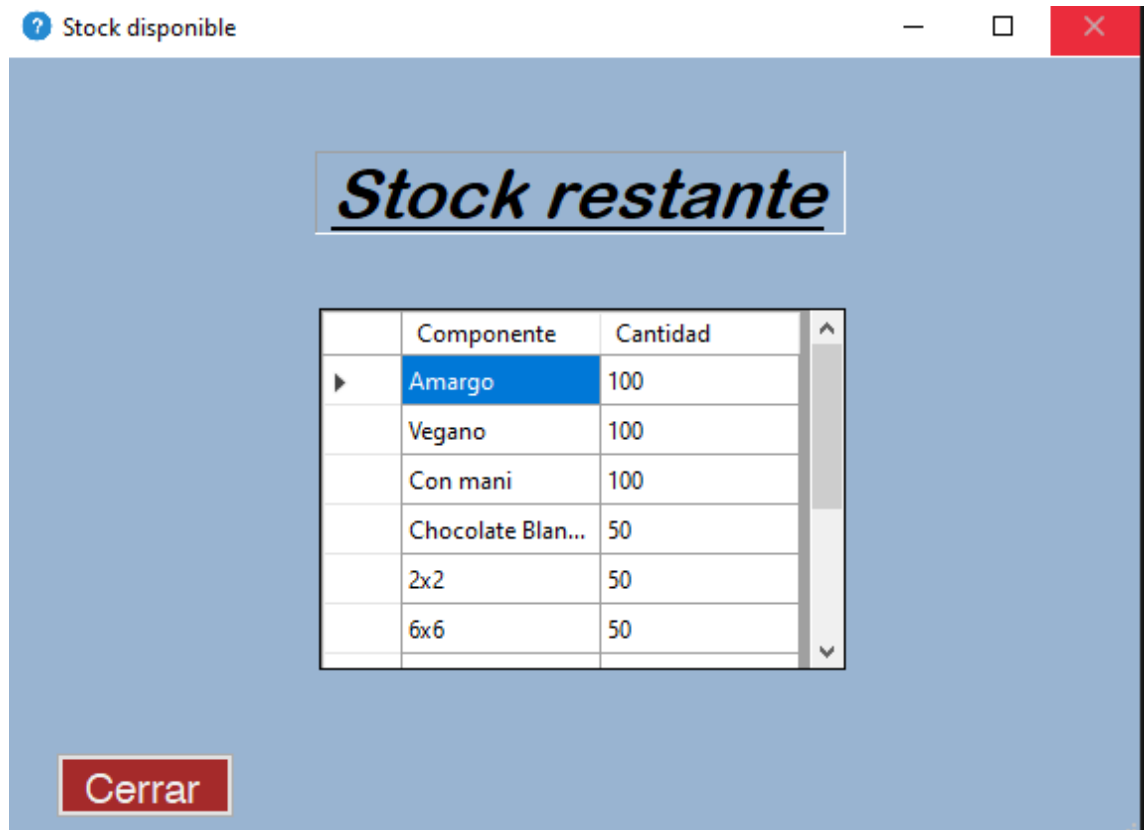 Stock disponible
Stock restante
Componente Cantidad
Amargo 100
Vegano 100
Con mani 100
Chocolate Blan... 50
2x2 50
6x6 50
Cerrar